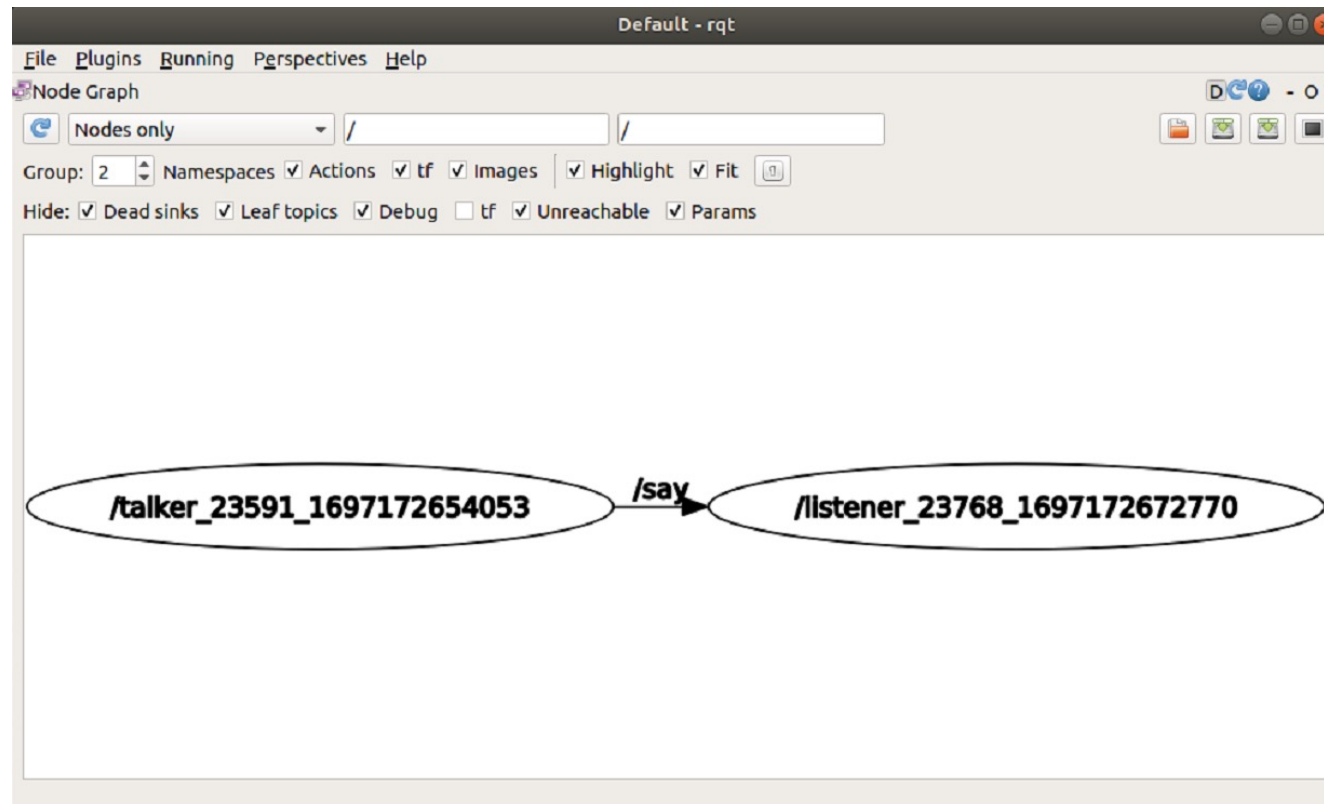 Default - rqt
File Plugins Running Perspectives Help
Node Graph D ? - O
Nodes only / /
Group: 2 Namespaces Actions tf Images Highlight Fit
Hide: Dead sinks Leaf topics Debug tf Unreachable Params
/talker_23591_1697172654053 /say /listener_23768_1697172672770